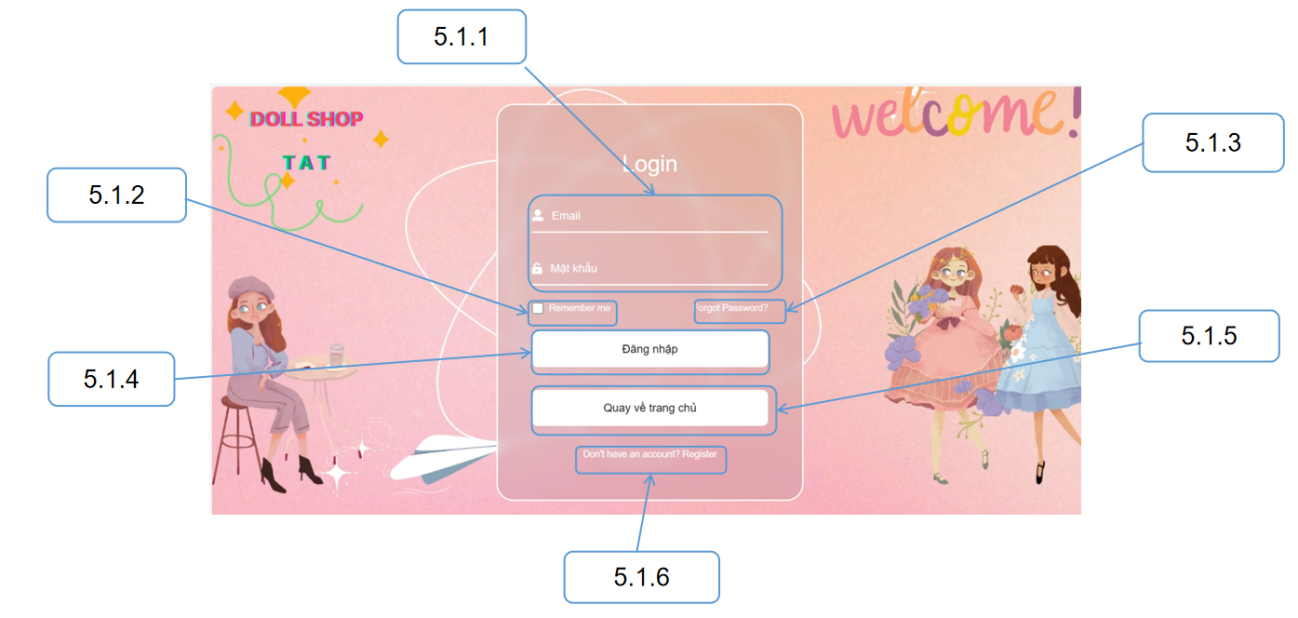 5.1.1
DOLL SHOP
welcome!
5.1.3
TAT
Login
5.1.2
Email
Mật khẩu
Remember me
Forgot Password?
5.1.5
Đăng nhập
5.1.4
Quay về trang chủ
Don't have an account? Register
5.1.6